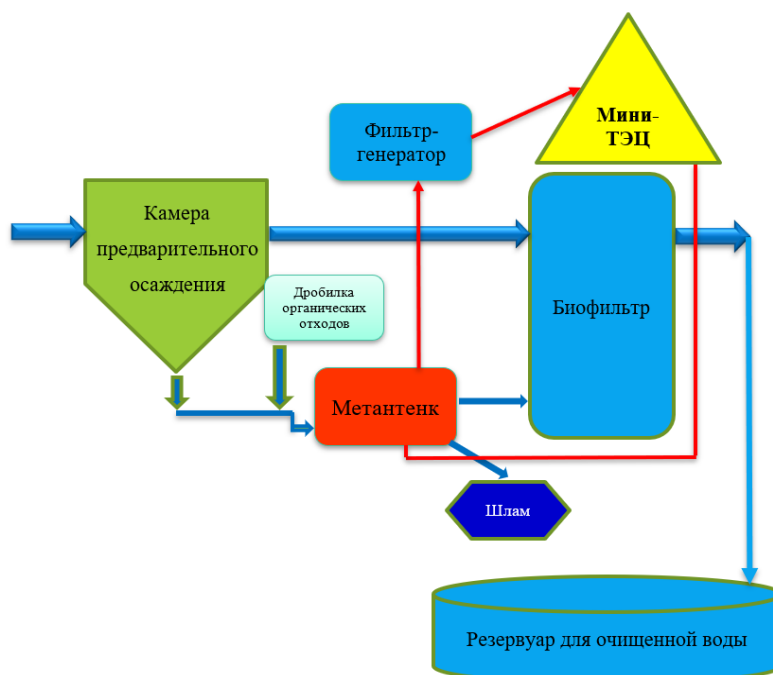 Мини-
ТЭЦ
Фильтр-
генератор
Камера
предварительного
осаждения
Дробилка
органических
отходов
Биофильтр
Метантенк
Шлам
Резервуар для очищенной воды